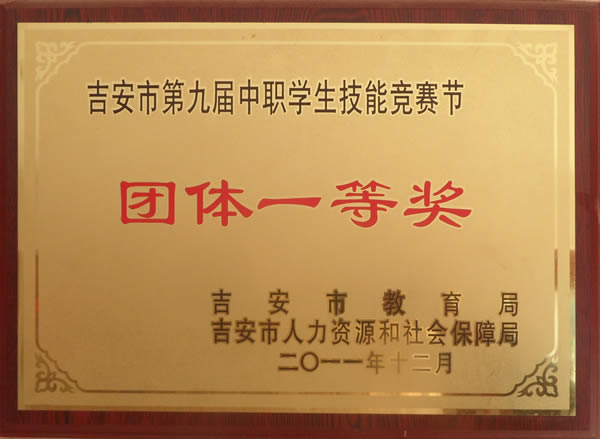 吉安市第九届中职学生技能竞赛节
团体一等奖
吉安市教育局
吉安市人力资源和社会保障局
二〇一一年十二月